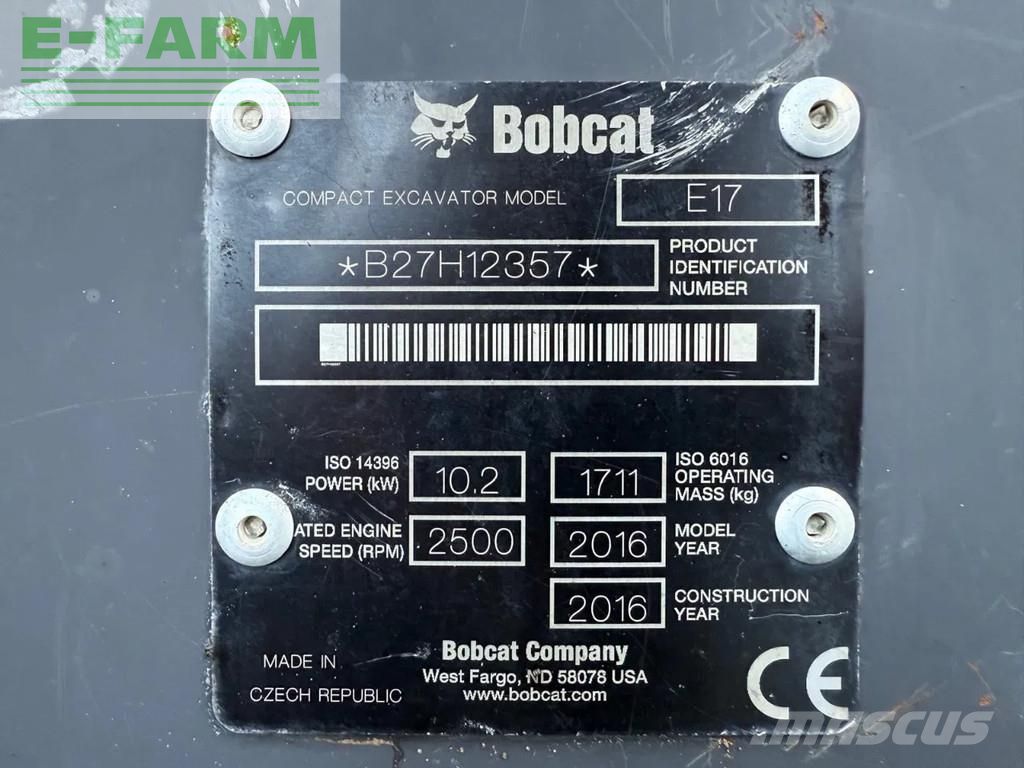 E-FARM
Bobcat
COMPACT EXCAVATOR MODEL E17
*B27H12357* PRODUCT
IDENTIFICATION
NUMBER
ISO 14396
POWER (kW) 10.2
1711 ISO 6016
OPERATING
MASS (kg)
ATED ENGINE
SPEED (RPM) 2500
2016 MODEL
YEAR
2016 CONSTRUCTION
YEAR
Bobcat Company
West Fargo, ND 58078 USA
www.bobcat.com
MADE IN
CZECH REPUBLIC
CE
mascus